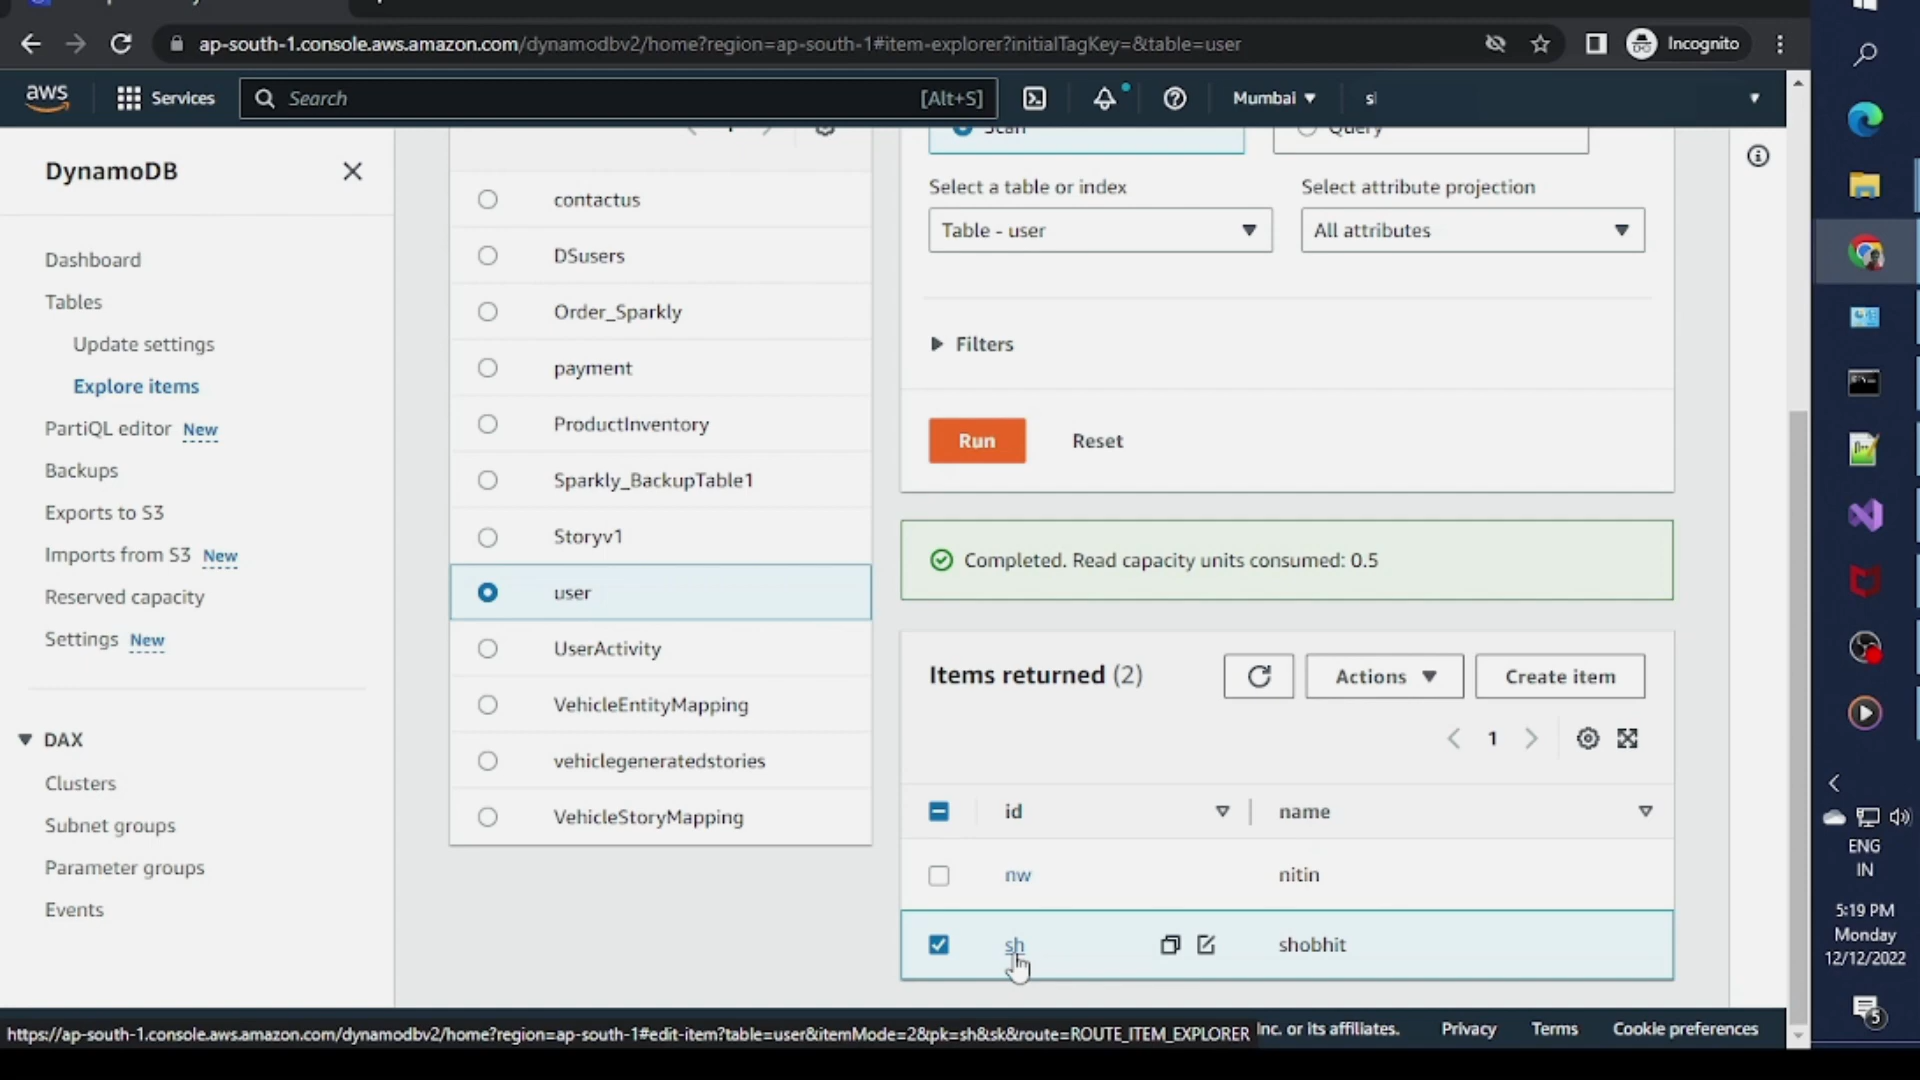 ap-south-1.console.aws.amazon.com/dynamodbv2/home?region=ap-south-1#item-explorer?initialTagKey=&table=user
Incognito
aws
Services
Search
[Alt+S]
Mumbai
DynamoDB
Dashboard
Tables
Update settings
Explore items
PartiQL editor New
Backups
Exports to S3
Imports from S3 New
Reserved capacity
Settings New
DAX
Clusters
Subnet groups
Parameter groups
Events
contactus
DSusers
Order_Sparkly
payment
ProductInventory
Sparkly_BackupTable1
Storyv1
user
UserActivity
VehicleEntityMapping
vehiclegeneratedstories
VehicleStoryMapping
Scan
Query
Select a table or index
Select attribute projection
Table - user
All attributes
Filters
Run
Reset
Completed. Read capacity units consumed: 0.5
Items returned (2)
Actions
Create item
1
id
name
nw
nitin
sh
shobhit
https://ap-south-1.console.aws.amazon.com/dynamodbv2/home?region=ap-south-1#edit-item?table=user&itemMode=2&pk=sh&sk&route=ROUTE_ITEM_EXPLORER
Inc. or its affiliates.
Privacy
Terms
Cookie preferences
ENG
IN
5:19 PM
Monday
12/12/2022
5